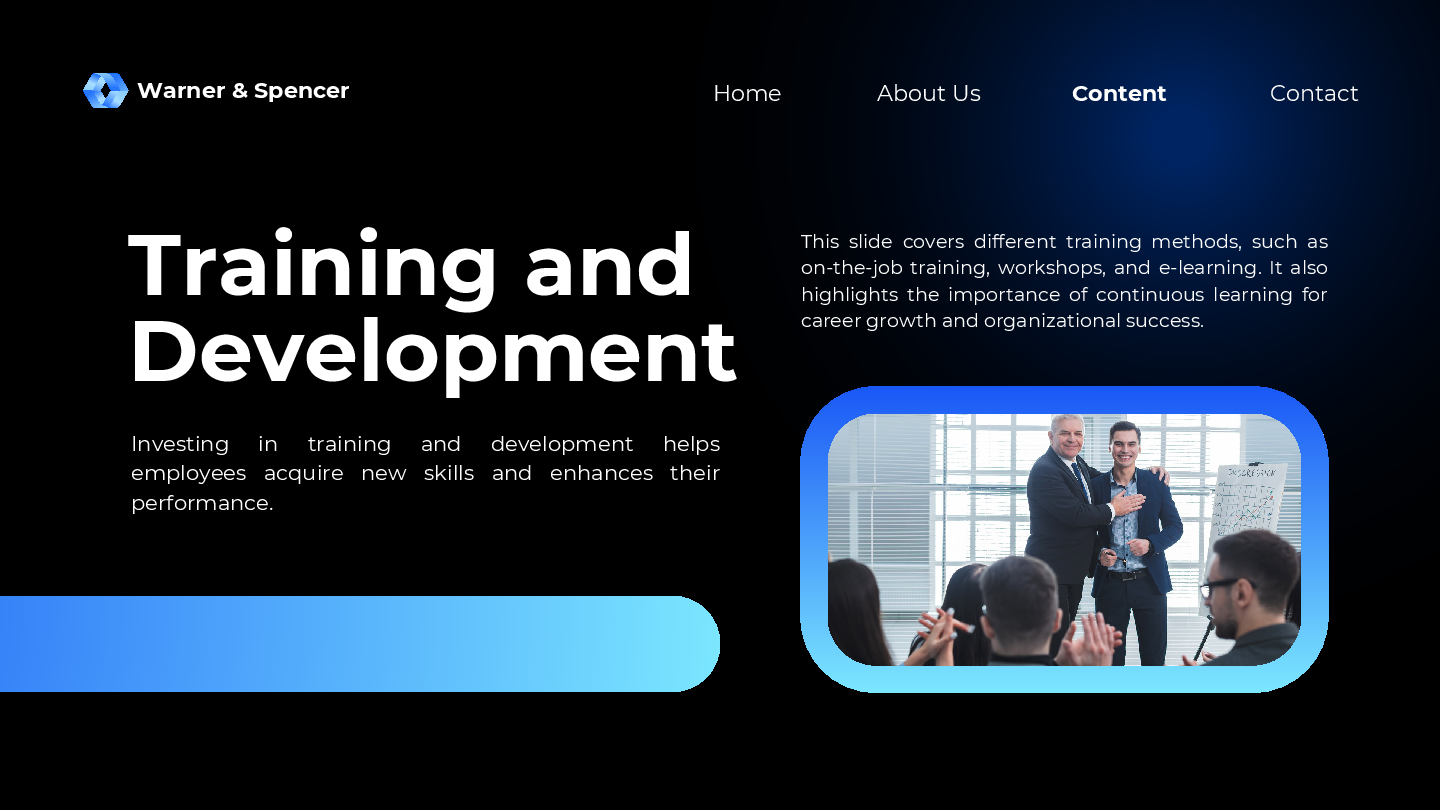 Warner & Spencer
Home
About Us
Content
Contact
Training and
Development
Investing in training and development helps
employees acquire new skills and enhances their
performance.
This slide covers different training methods, such as
on-the-job training, workshops, and e-learning. It also
highlights the importance of continuous learning for
career growth and organizational success.